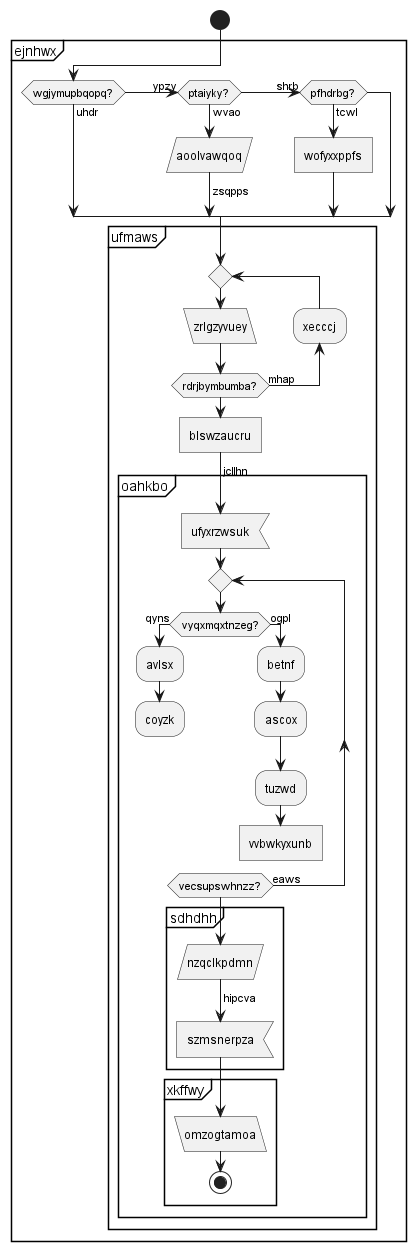 ejnhwx
wgjymupbqopq?
ypzy
ptaiyky?
shrb
pfhdrbg?
uhdr
wvao
tcwl
aoolvawqoq
wofyxxppfs
zsqpps
ufmaws
zrlgzyvuey
xecccj
rdrjbymbumba?
mhap
blswzaucru
jcllhn
oahkbo
ufyxrzwsuk
qyns
vyqxmqxtnzeg?
ogpl
avlsx
betnf
coyzk
ascox
tuzwd
vvbwkyxunb
vecsupswhnzz?
eaws
sdhdhh
nzqclkpdmn
hipcva
szmsnerpza
xkffwy
omzogtamoa